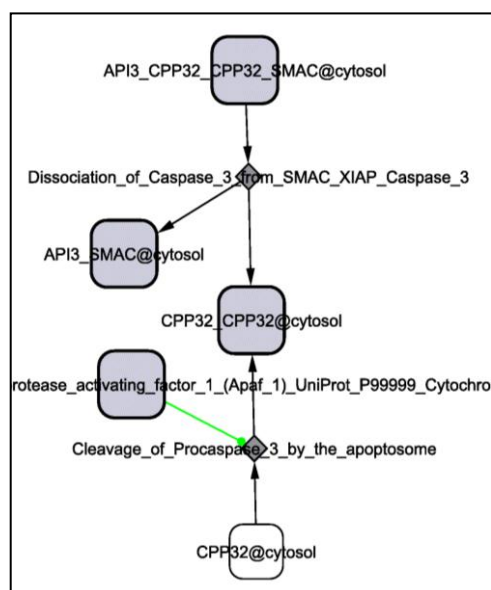 API3_CPP32_CPP32_SMAC@cytosol
Dissociation_of_Caspase_3_from_SMAC_XIAP_Caspase_3
API3_SMAC@cytosol
CPP32_CPP32@cytosol
rotease_activating_factor_1_(Apaf_1)_UniProt_P99999_Cytochro
Cleavage_of_Procaspase_3_by_the_apoptosome
CPP32@cytosol